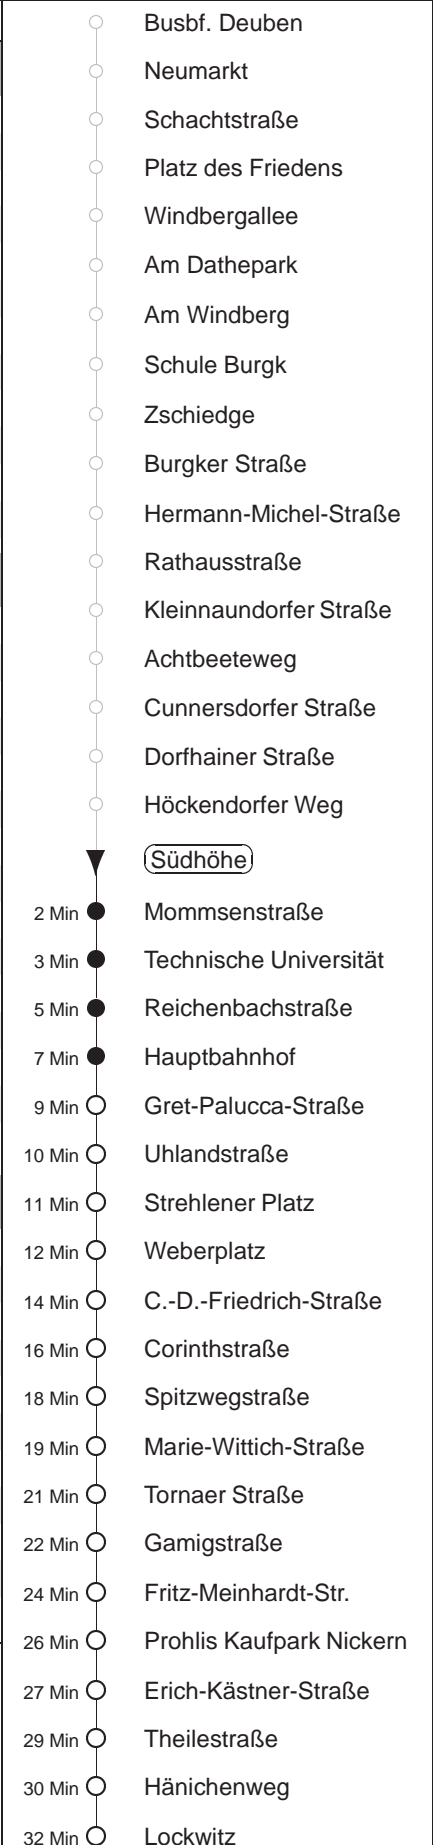 Busbf. Deuben
Neumarkt
Schachtstraße
Platz des Friedens
Windbergallee
Am Dathepark
Am Windberg
Schule Burgk
Zschiedge
Burgker Straße
Hermann-Michel-Straße
Rathausstraße
Kleinnaundorfer Straße
Achtbeeteweg
Cunnersdorfer Straße
Dorfhainer Straße
Höckendorfer Weg
Südhöhe
2 Min Mommsenstraße
3 Min Technische Universität
5 Min Reichenbachstraße
7 Min Hauptbahnhof
9 Min Gret-Palucca-Straße
10 Min Uhlandstraße
11 Min Strehlener Platz
12 Min Weberplatz
14 Min C.-D.-Friedrich-Straße
16 Min Corinthstraße
18 Min Spitzwegstraße
19 Min Marie-Wittich-Straße
21 Min Tornaer Straße
22 Min Gamigstraße
24 Min Fritz-Meinhardt-Str.
26 Min Prohlis Kaufpark Nickern
27 Min Erich-Kästner-Straße
29 Min Theilestraße
30 Min Hänichenweg
32 Min Lockwitz